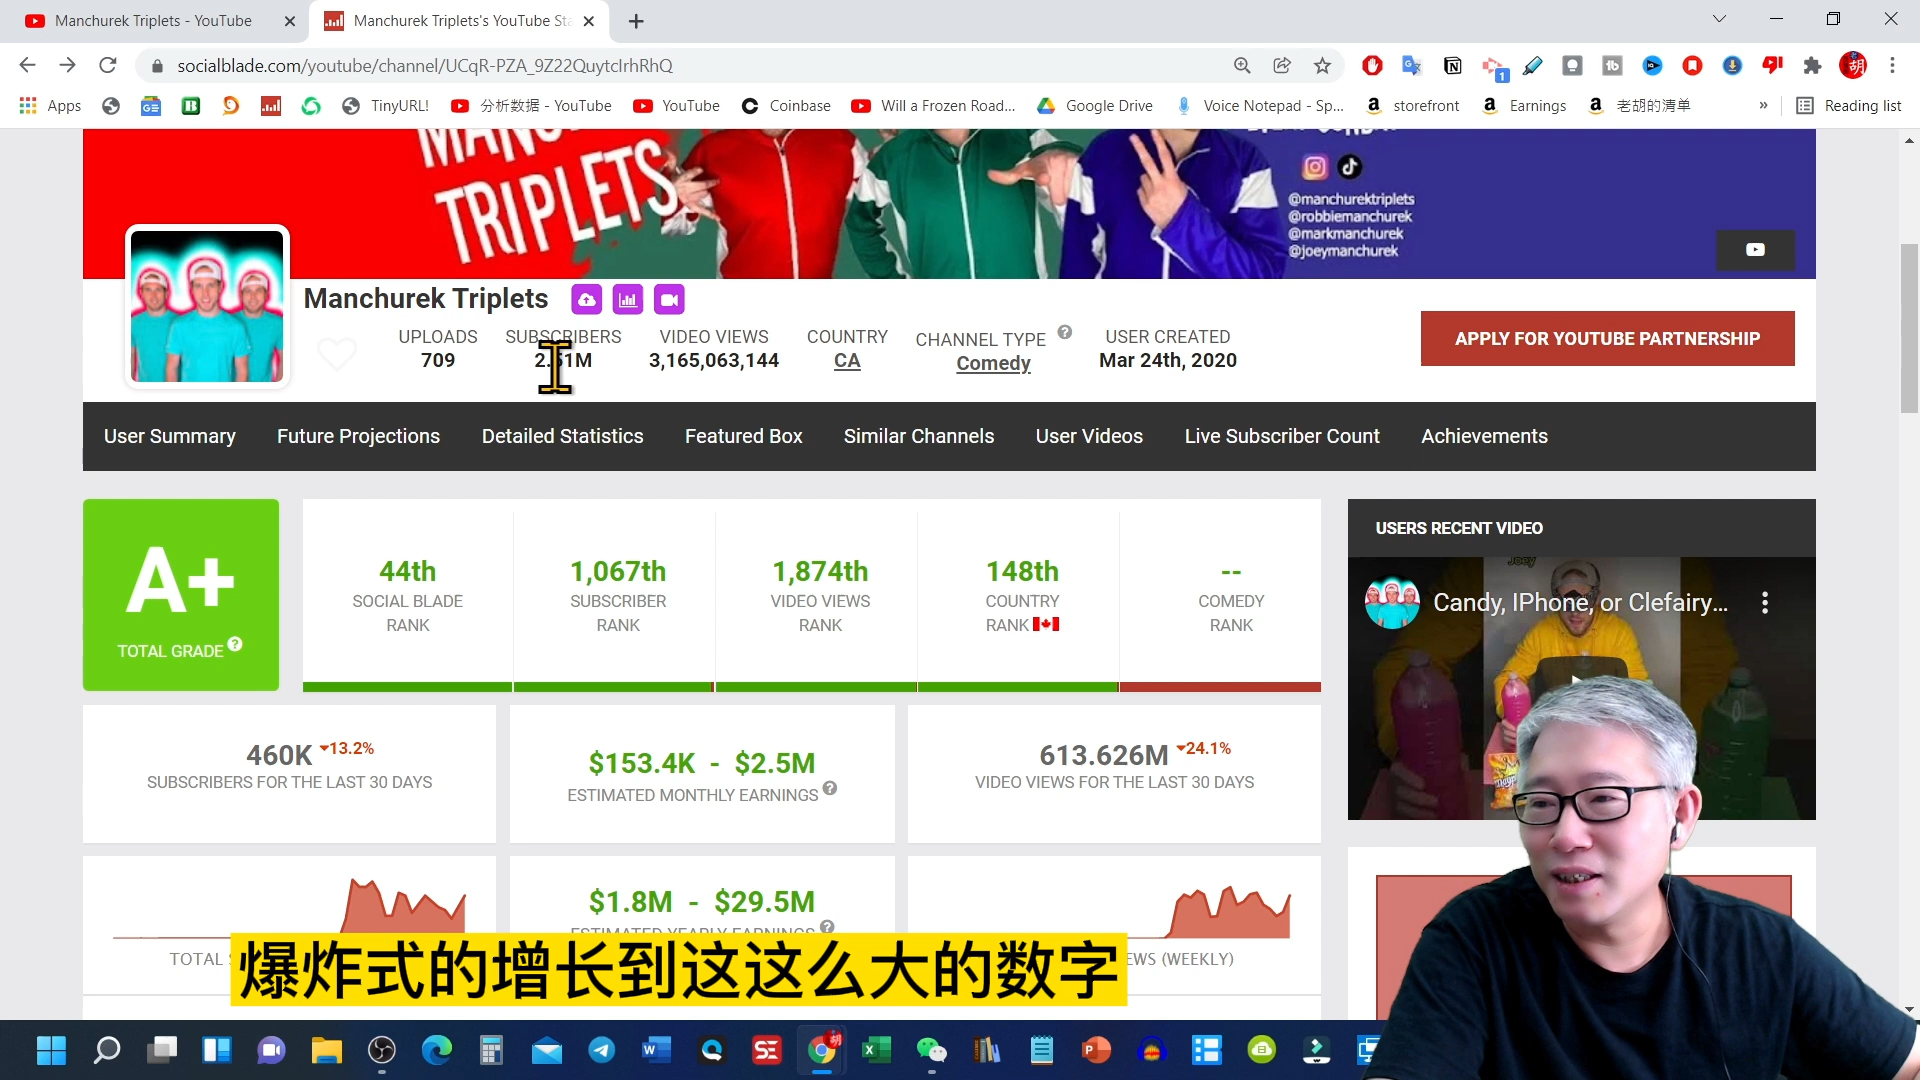 Manchurek Triplets - YouTube
Manchurek Triplets's YouTube Sta
socialblade.com/youtube/channel/UCqR-PZA_9Z22QuytcIrhRhQ
1
胡
Apps
TinyURL!
分析数据 - YouTube
YouTube
Coinbase
Will a Frozen Road...
Google Drive
Voice Notepad - Sp...
storefront
Earnings
老胡的清单
»
Reading list
TRIPLETS
@manchurektriplets
@robbiemanchurek
@markmanchurek
@joeymanchurek
Manchurek Triplets
UPLOADS
709
SUBSCRIBERS
2.51M
VIDEO VIEWS
3,165,063,144
COUNTRY
CA
CHANNEL TYPE
Comedy
USER CREATED
Mar 24th, 2020
APPLY FOR YOUTUBE PARTNERSHIP
User Summary
Future Projections
Detailed Statistics
Featured Box
Similar Channels
User Videos
Live Subscriber Count
Achievements
A+
TOTAL GRADE
44th
SOCIAL BLADE
RANK
1,067th
SUBSCRIBER
RANK
1,874th
VIDEO VIEWS
RANK
148th
COUNTRY
RANK
--
COMEDY
RANK
USERS RECENT VIDEO
Joey
Candy, IPhone, or Clefairy...
460K 13.2%
SUBSCRIBERS FOR THE LAST 30 DAYS
$153.4K - $2.5M
ESTIMATED MONTHLY EARNINGS
613.626M 24.1%
VIDEO VIEWS FOR THE LAST 30 DAYS
$1.8M - $29.5M
ESTIMATED YEARLY EARNINGS
TOTAL
EWS (WEEKLY)
爆炸式的增长到这这么大的数字